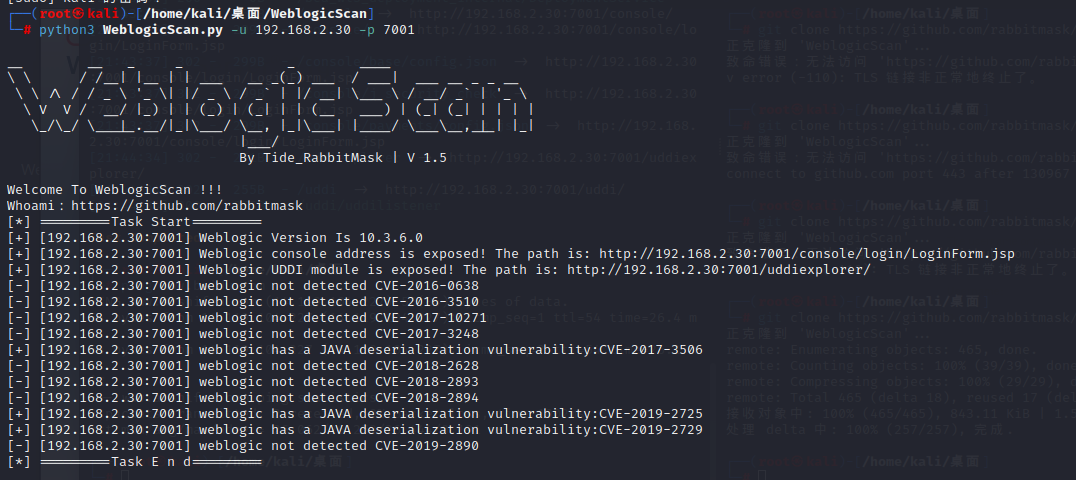 (root㉿kali)-[/home/kali/桌面/WeblogicScan]
# python3 WeblogicScan.py -u 192.168.2.30 -p 7001
WeblogicScan
By Tide_RabbitMask | V 1.5
Welcome To WeblogicScan !!!
Whoami：https://github.com/rabbitmask
[*] =========Task Start=========
[+] [192.168.2.30:7001] Weblogic Version Is 10.3.6.0
[+] [192.168.2.30:7001] Weblogic console address is exposed! The path is: http://192.168.2.30:7001/console/login/LoginForm.jsp
[+] [192.168.2.30:7001] Weblogic UDDI module is exposed! The path is: http://192.168.2.30:7001/uddiexplorer/
[-] [192.168.2.30:7001] weblogic not detected CVE-2016-0638
[-] [192.168.2.30:7001] weblogic not detected CVE-2016-3510
[-] [192.168.2.30:7001] weblogic not detected CVE-2017-10271
[-] [192.168.2.30:7001] weblogic not detected CVE-2017-3248
[+] [192.168.2.30:7001] weblogic has a JAVA deserialization vulnerability:CVE-2017-3506
[-] [192.168.2.30:7001] weblogic not detected CVE-2018-2628
[-] [192.168.2.30:7001] weblogic not detected CVE-2018-2893
[-] [192.168.2.30:7001] weblogic not detected CVE-2018-2894
[+] [192.168.2.30:7001] weblogic has a JAVA deserialization vulnerability:CVE-2019-2725
[+] [192.168.2.30:7001] weblogic has a JAVA deserialization vulnerability:CVE-2019-2729
[-] [192.168.2.30:7001] weblogic not detected CVE-2019-2890
[*] =========Task E n d=========